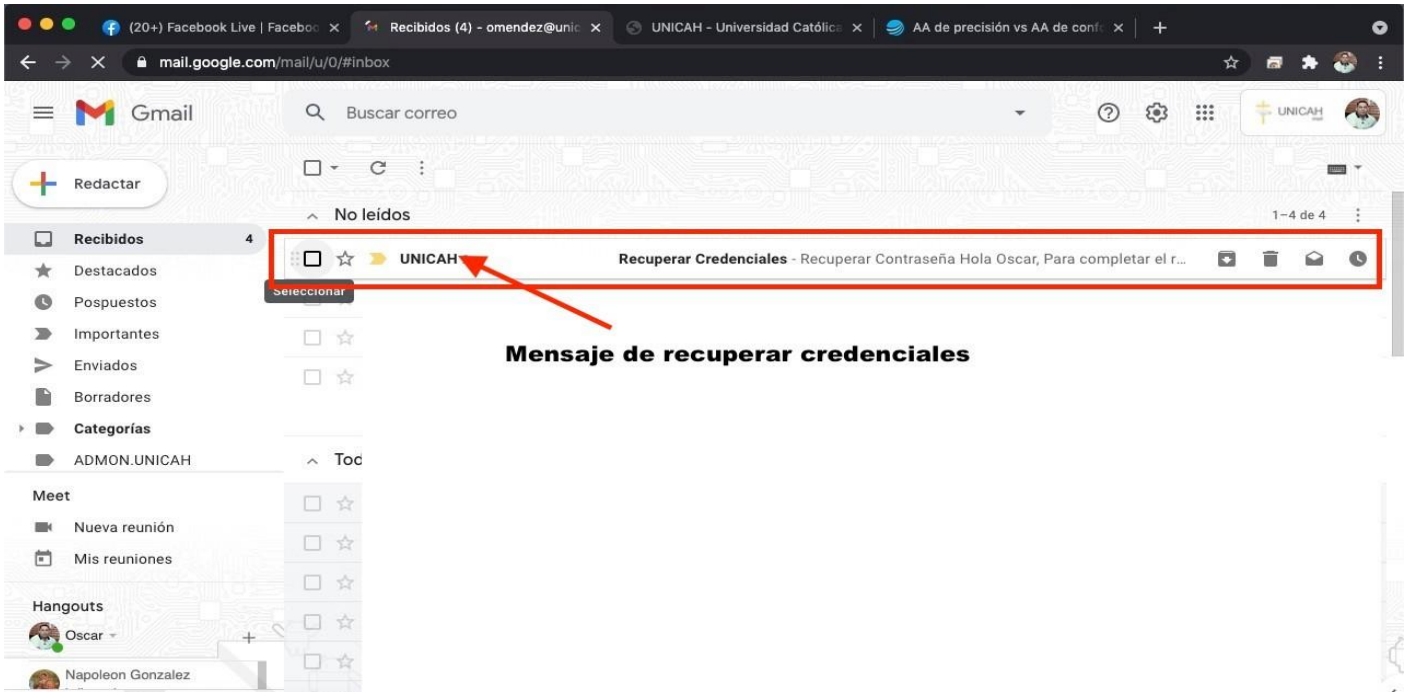 (20+) Facebook Live | Faceboo
Recibidos (4) - omendez@unic
UNICAH - Universidad Católica
AA de precisión vs AA de confo
mail.google.com/mail/u/0/#inbox
Gmail
Buscar correo
UNICAH
Redactar
No leídos
1–4 de 4
Recibidos 4
UNICAH Recuperar Credenciales - Recuperar Contraseña Hola Oscar, Para completar el r...
Destacados
Seleccionar
Pospuestos
Importantes
Mensaje de recuperar credenciales
Enviados
Borradores
Categorías
ADMON.UNICAH
Tod
Meet
Nueva reunión
Mis reuniones
Hangouts
Oscar
Napoleon Gonzalez